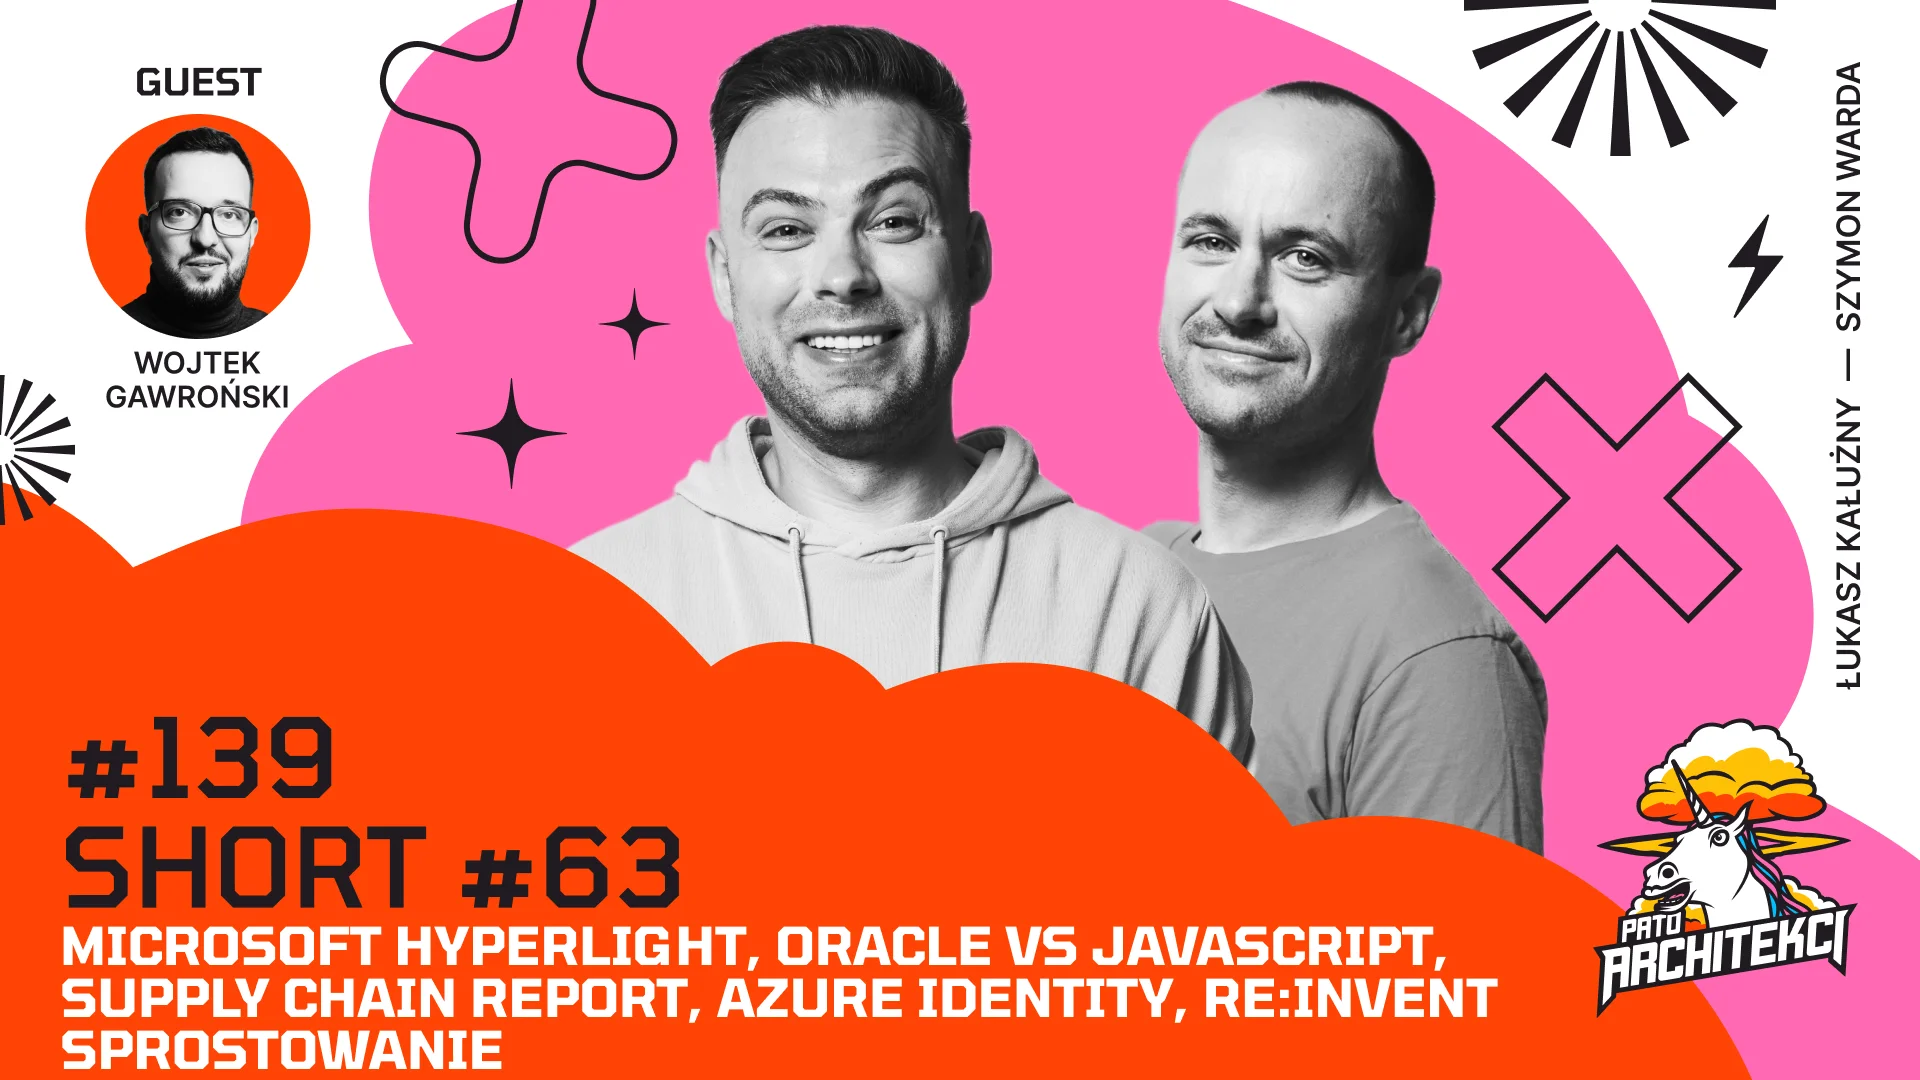 GUEST
WOJTEK
GAWROŃSKI
ŁUKASZ KAŁUŻNY — SZYMON WARDA
#139
SHORT #63
MICROSOFT HYPERLIGHT, ORACLE VS JAVASCRIPT,
SUPPLY CHAIN REPORT, AZURE IDENTITY, RE:INVENT
SPROSTOWANIE
PATO
ARCHITEKCI